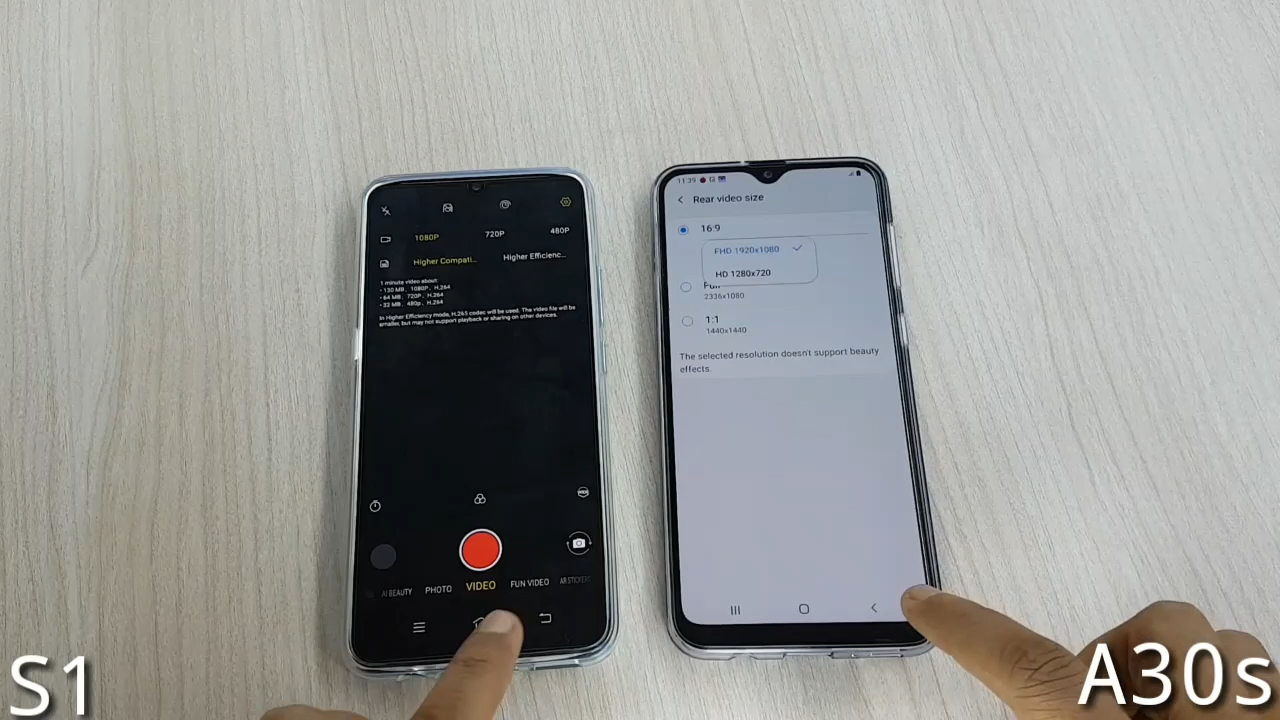 1080P 720P 480P
Higher Compati... Higher Efficienc...
1 minute video about:
• 130 MB, 1080P, H.264
• 64 MB, 720P, H.264
• 32 MB, 480p, H.264
In Higher Efficiency mode, H.265 codec will be used. The video file will be
smaller, but may not support playback or sharing on other devices.
AI BEAUTY PHOTO VIDEO FUN VIDEO AR STICKERS
11:39
Rear video size
16:9
FHD 1920x1080
HD 1280x720
Full
2336x1080
1:1
1440x1440
The selected resolution doesn't support beauty
effects.
S1
A30s